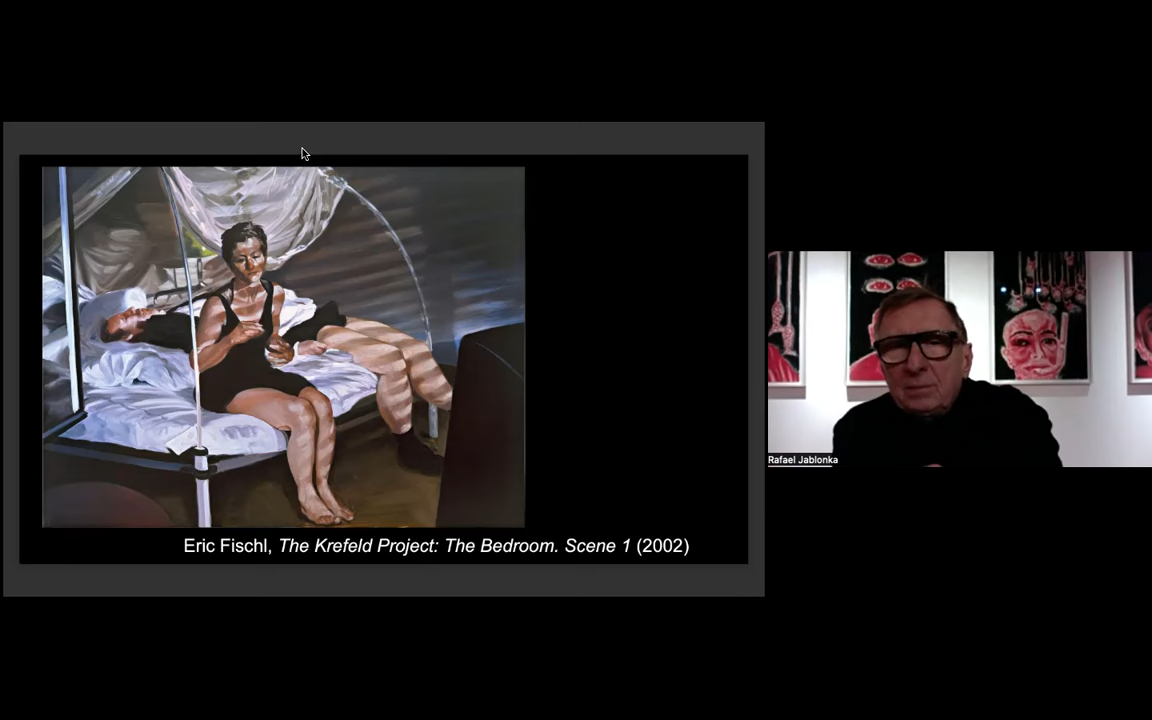 Eric Fischl, The Krefeld Project: The Bedroom. Scene 1 (2002)
Rafael Jablonka